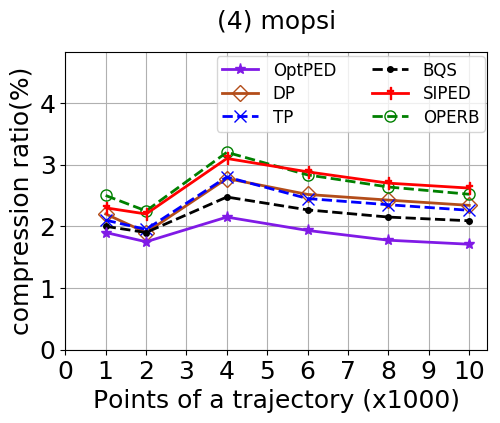 (4) mopsi
OptPED
DP
TP
BQS
SIPED
OPERB
compression ratio(%)
4
3
2
1
0
0 1 2 3 4 5 6 7 8 9 10
Points of a trajectory (x1000)